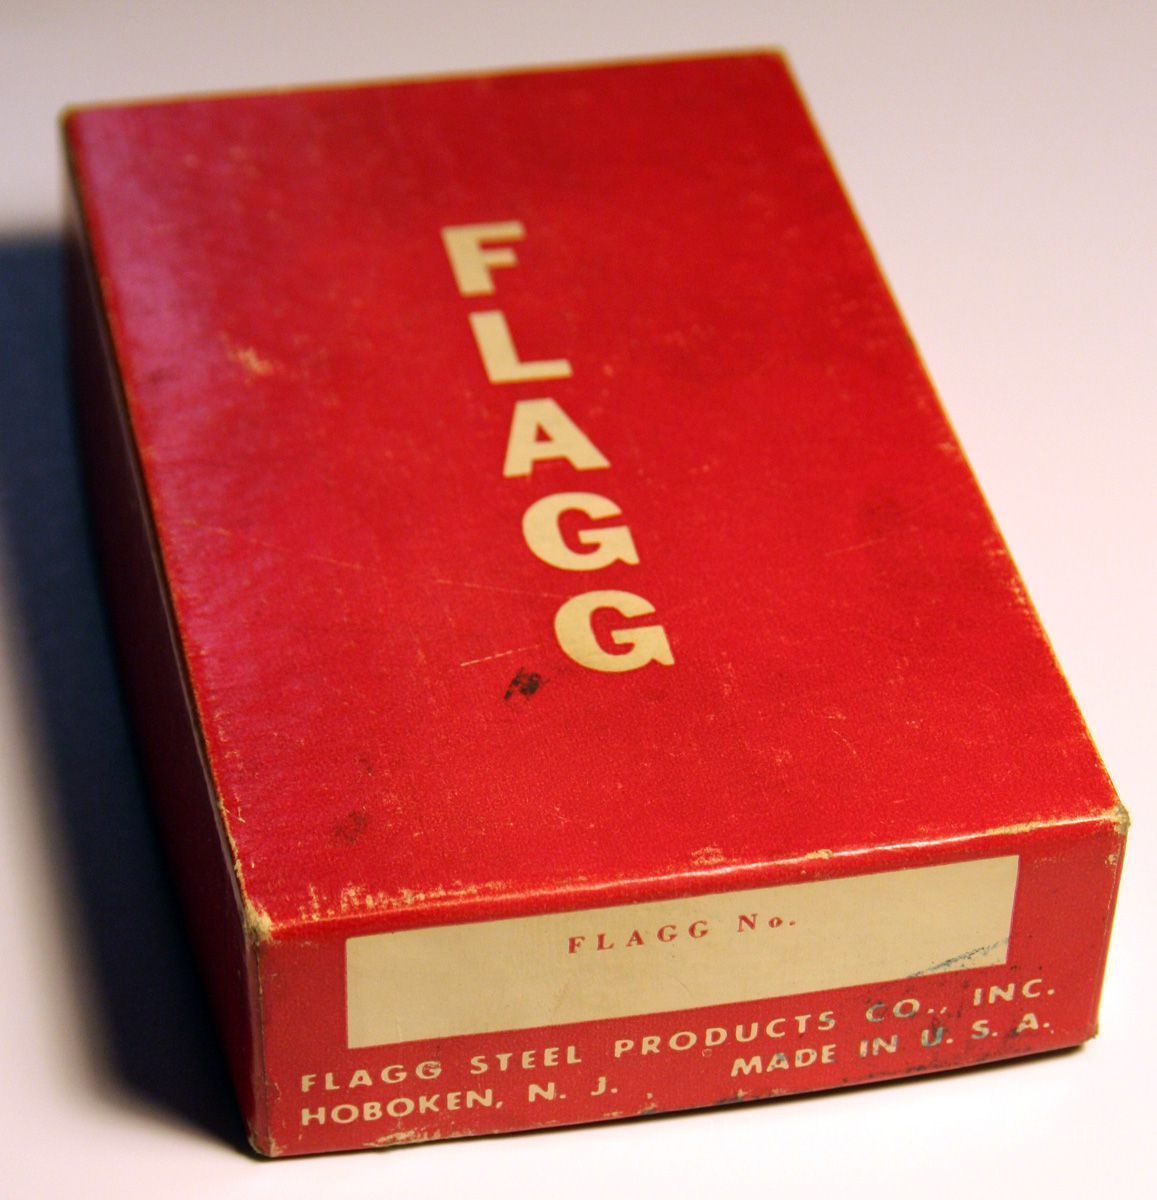 FLAGG
FLAGG No.
FLAGG STEEL PRODUCTS CO., INC.
HOBOKEN, N. J. MADE IN U. S. A.